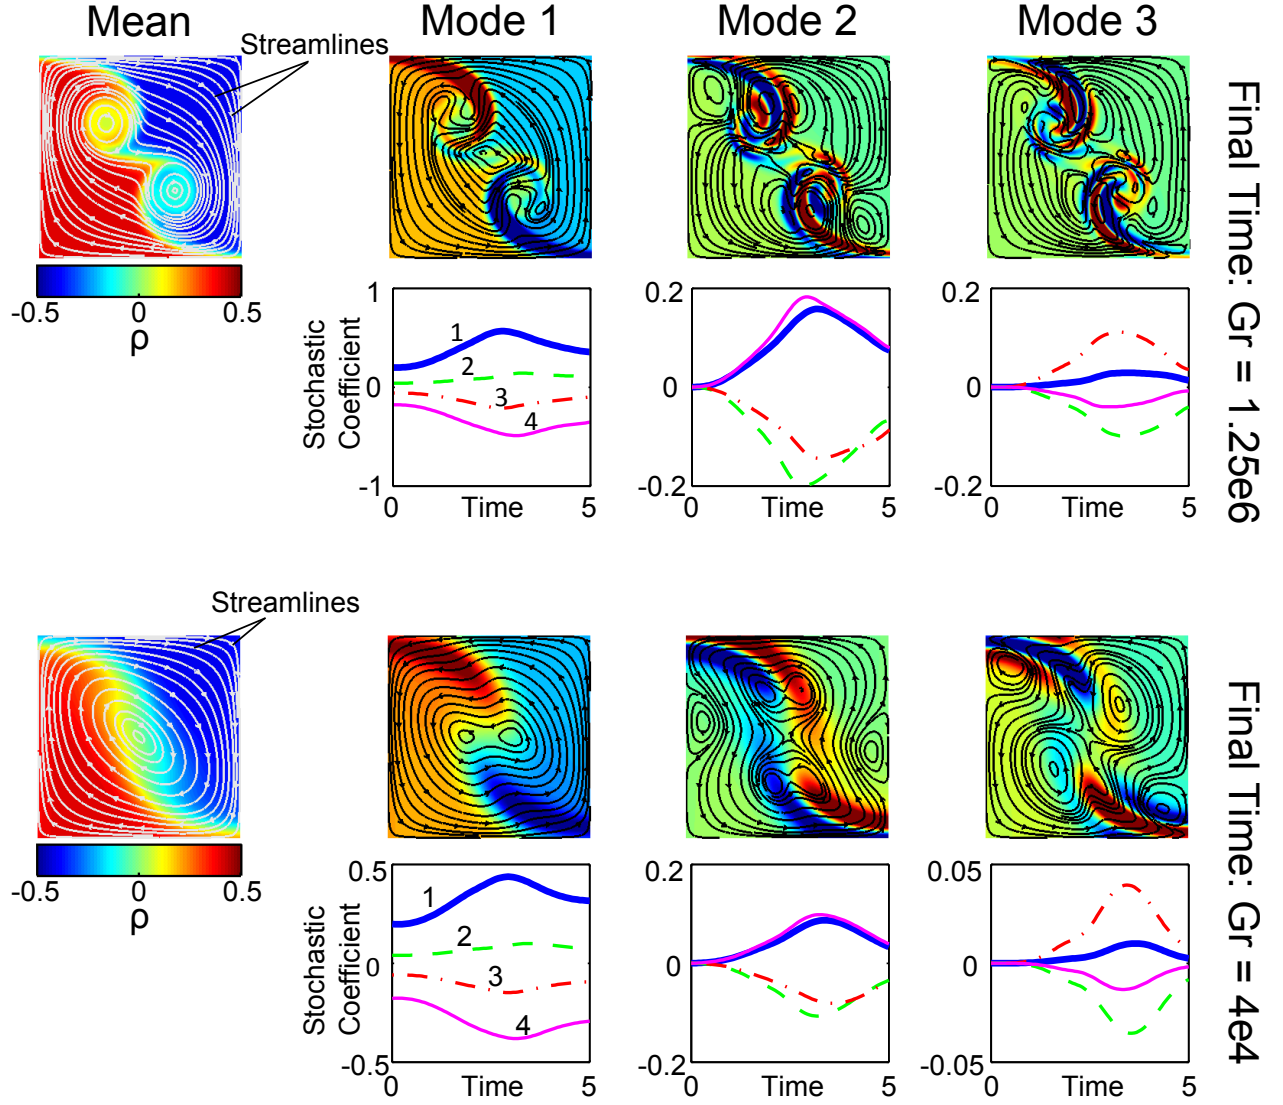 Mean
Mode 1
Mode 2
Mode 3
Streamlines
-0.5
0
0.5
ρ
Stochastic
Coefficient
1
0
-1
1
2
3
4
0
Time
5
0.2
0
-0.2
0
Time
5
0.2
0
-0.2
0
Time
5
Final Time: Gr = 1.25e6
Streamlines
-0.5
0
0.5
ρ
Stochastic
Coefficient
0.5
0
-0.5
1
2
3
4
0
Time
5
0.2
0
-0.2
0
Time
5
0.05
0
-0.05
0
Time
5
Final Time: Gr = 4e4